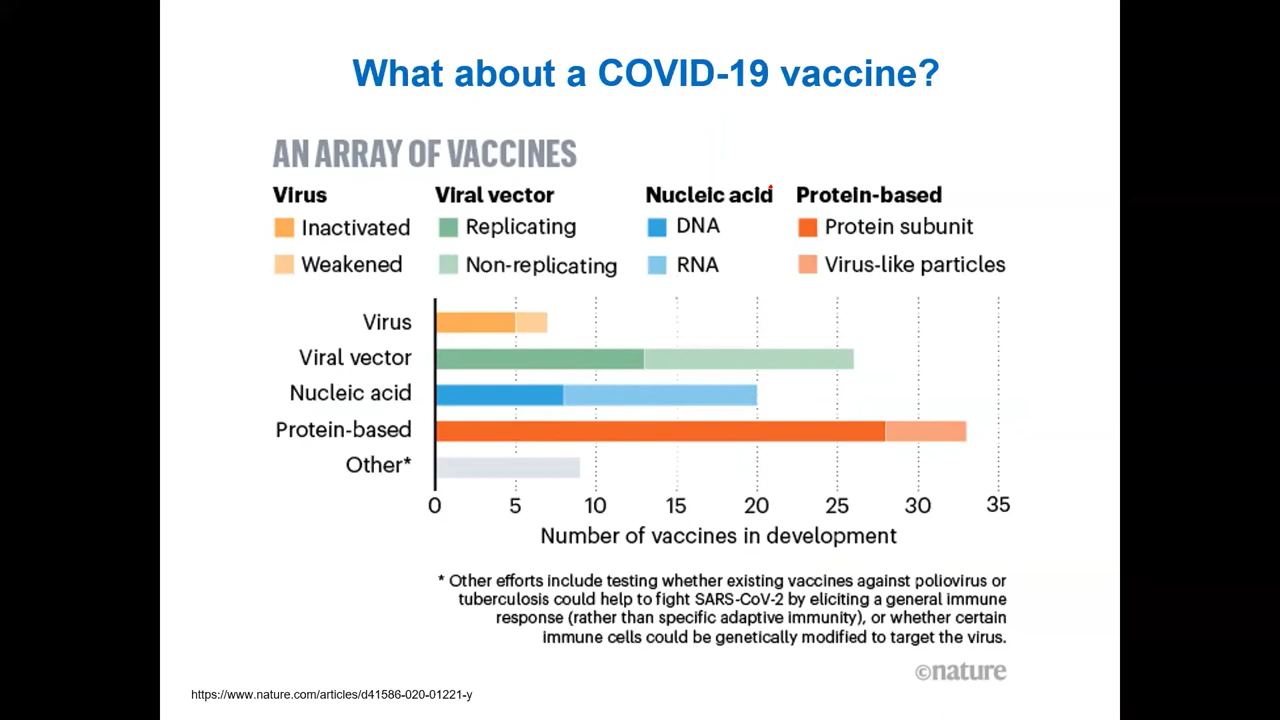 What about a COVID-19 vaccine?
AN ARRAY OF VACCINES
Virus
Inactivated
Weakened
Viral vector
Replicating
Non-replicating
Nucleic acid
DNA
RNA
Protein-based
Protein subunit
Virus-like particles
Virus
Viral vector
Nucleic acid
Protein-based
Other*
0 5 10 15 20 25 30 35
Number of vaccines in development
* Other efforts include testing whether existing vaccines against poliovirus or
tuberculosis could help to fight SARS-CoV-2 by eliciting a general immune
response (rather than specific adaptive immunity), or whether certain
immune cells could be genetically modified to target the virus.
©nature
https://www.nature.com/articles/d41586-020-01221-y